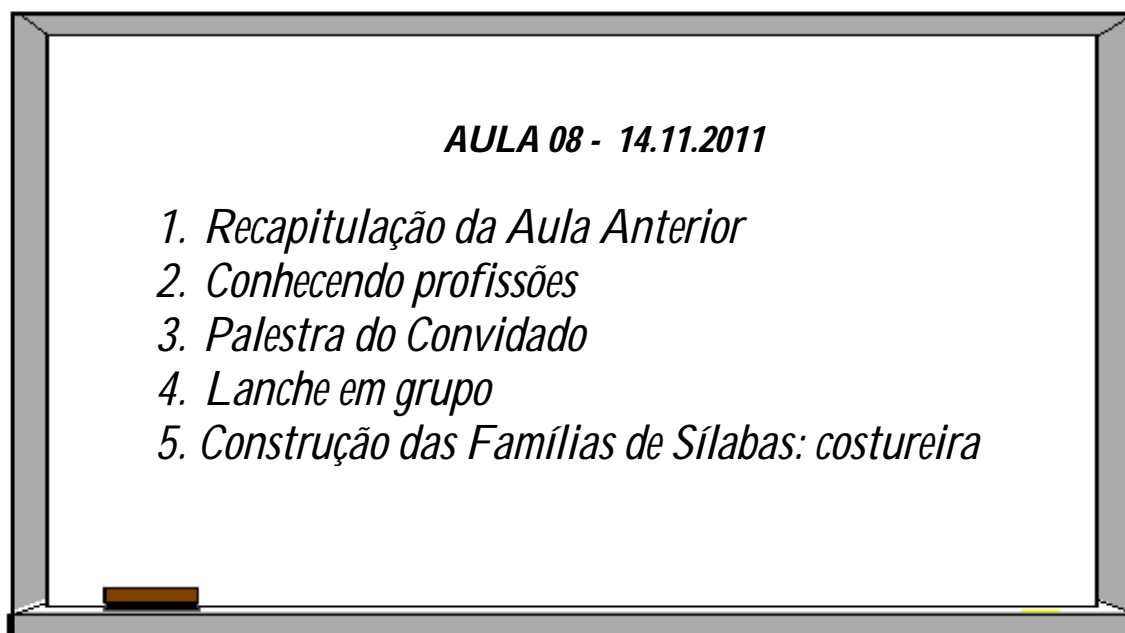 AULA 08 - 14.11.2011
1. Recapitulação da Aula Anterior
2. Conhecendo profissões
3. Palestra do Convidado
4. Lanche em grupo
5. Construção das Famílias de Sílabas: costureira